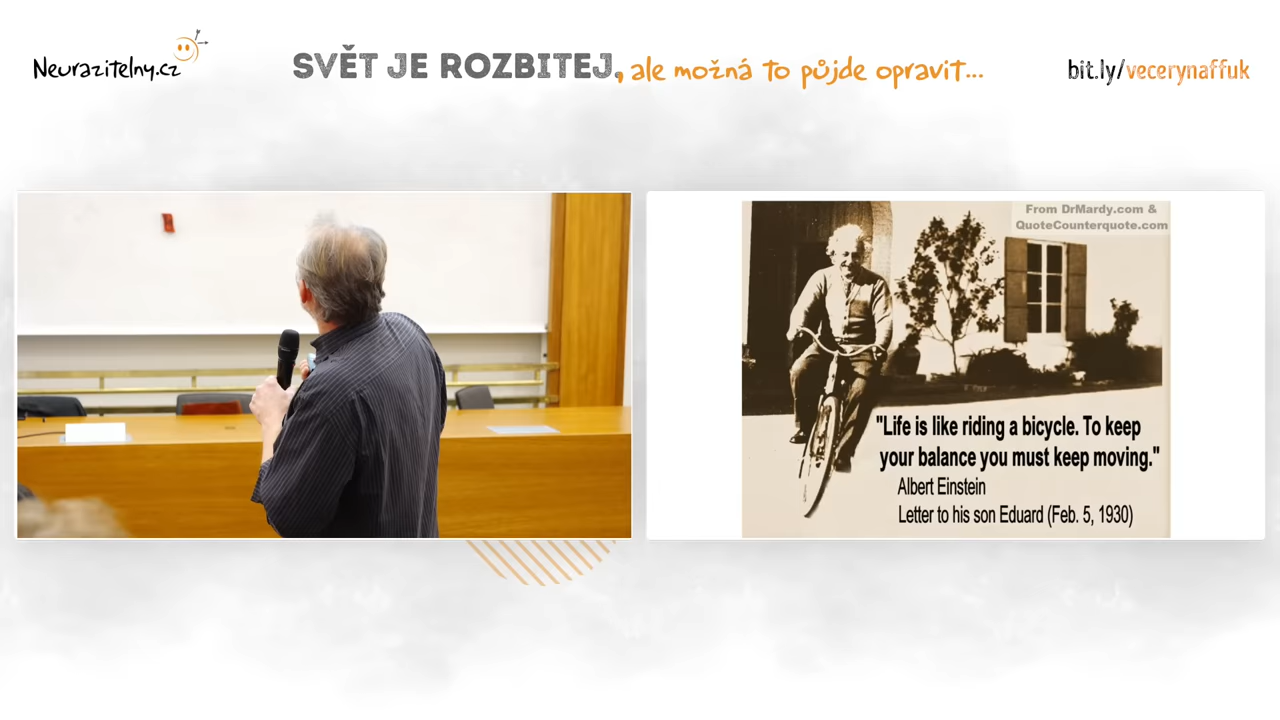 Neurazitelny.cz
SVĚT JE ROZBITEJ, ale možná to půjde opravit...
bit.ly/vecerynaffuk
From DrMardy.com &
QuoteCounterquote.com
"Life is like riding a bicycle. To keep
your balance you must keep moving."
Albert Einstein
Letter to his son Eduard (Feb. 5, 1930)